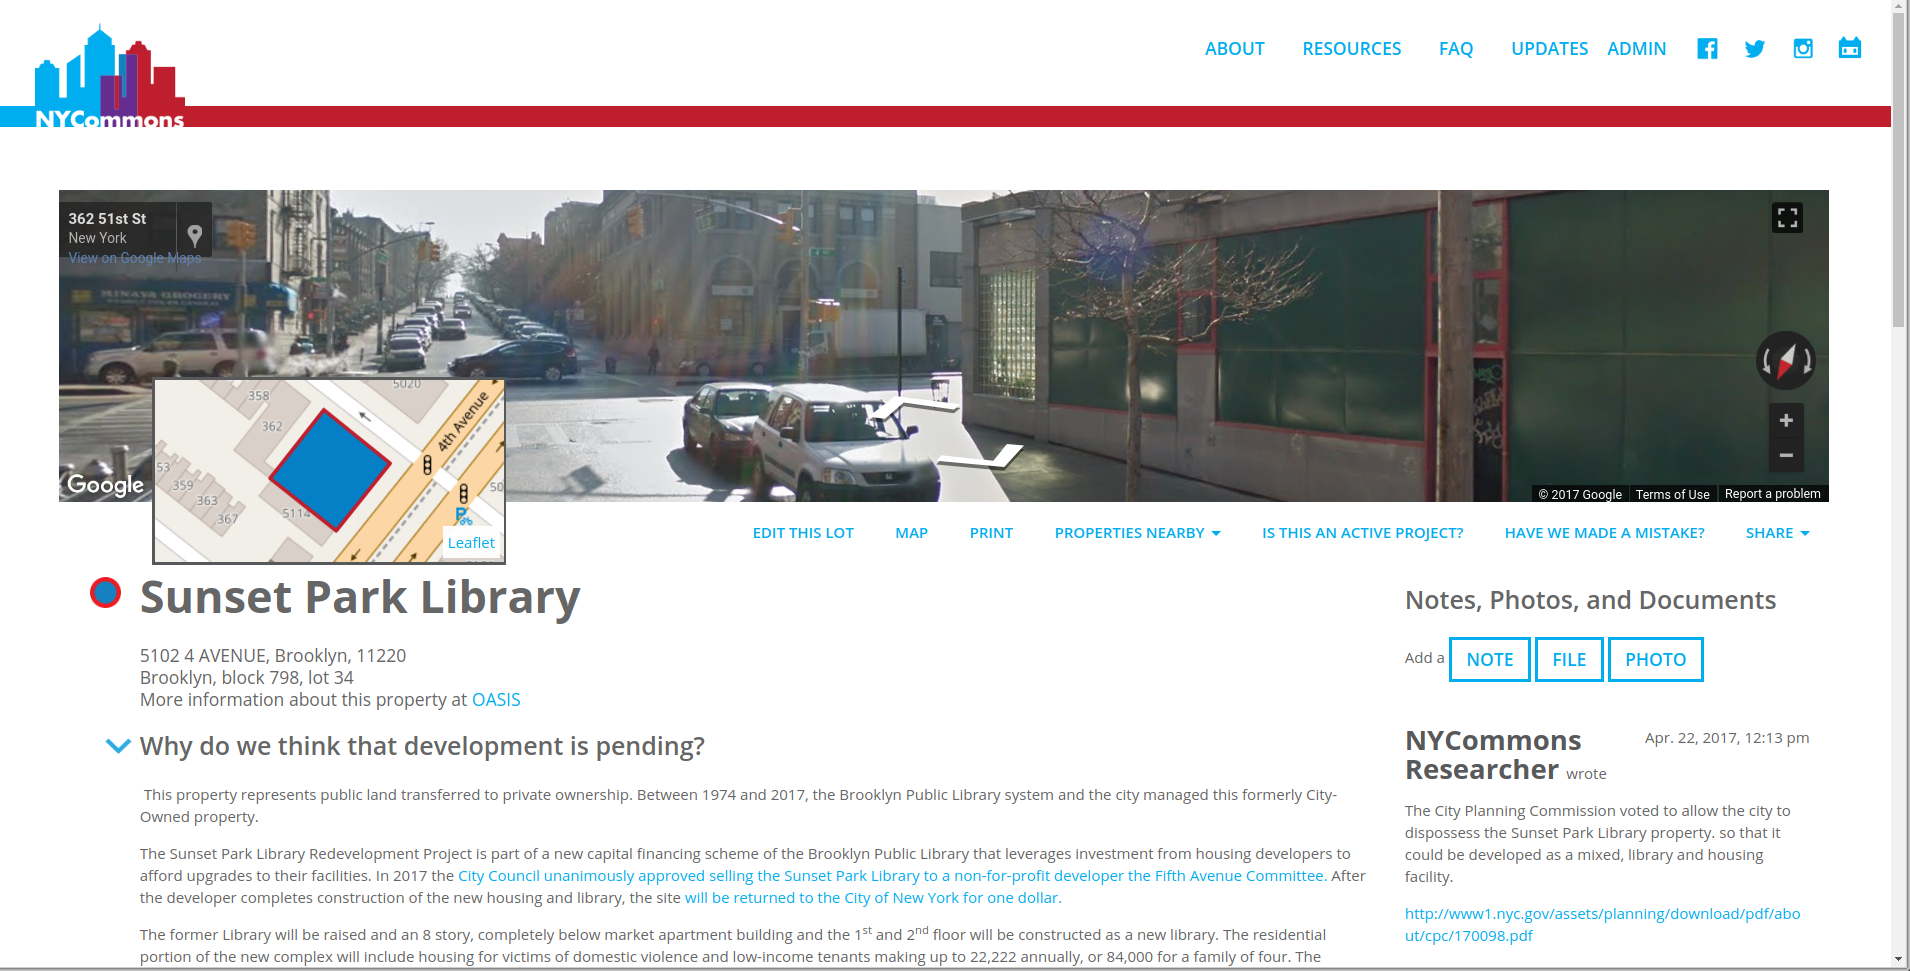 ABOUT RESOURCES FAQ UPDATES ADMIN
NYCommons
362 51st St
New York
View on Google Maps
MINAYA GROCERY
358
5020
362
4th Avenue
53
359
363
367
5114
50
P
Leaflet
Google
© 2017 Google Terms of Use Report a problem
EDIT THIS LOT MAP PRINT PROPERTIES NEARBY IS THIS AN ACTIVE PROJECT? HAVE WE MADE A MISTAKE? SHARE
Sunset Park Library
5102 4 AVENUE, Brooklyn, 11220
Brooklyn, block 798, lot 34
More information about this property at OASIS
Why do we think that development is pending?
This property represents public land transferred to private ownership. Between 1974 and 2017, the Brooklyn Public Library system and the city managed this formerly City-
Owned property.
The Sunset Park Library Redevelopment Project is part of a new capital financing scheme of the Brooklyn Public Library that leverages investment from housing developers to
afford upgrades to their facilities. In 2017 the City Council unanimously approved selling the Sunset Park Library to a non-for-profit developer the Fifth Avenue Committee. After
the developer completes construction of the new housing and library, the site will be returned to the City of New York for one dollar.
The former Library will be raised and an 8 story, completely below market apartment building and the 1st and 2nd floor will be constructed as a new library. The residential
portion of the new complex will include housing for victims of domestic violence and low-income tenants making up to 22,222 annually, or 84,000 for a family of four. The
Notes, Photos, and Documents
Add a NOTE FILE PHOTO
NYCommons Researcher wrote
Apr. 22, 2017, 12:13 pm
The City Planning Commission voted to allow the city to
dispossess the Sunset Park Library property. so that it
could be developed as a mixed, library and housing
facility.
http://www1.nyc.gov/assets/planning/download/pdf/abo
ut/cpc/170098.pdf